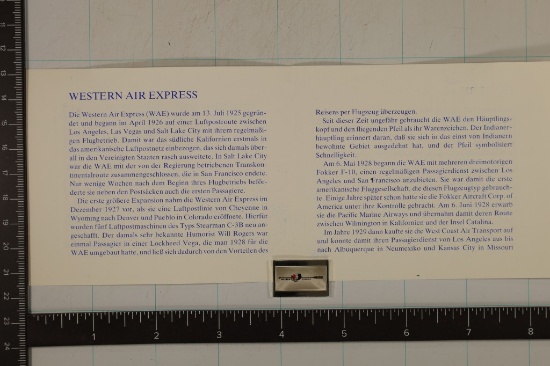 WESTERN AIR EXPRESS
Die Western Air Express (WAE) wurde am 13. Juli 1925 gegrün-
det und begann im April 1926 auf einer Luftpostroute zwischen
Los Angeles, Las Vegas und Salt Lake City mit ihrem regelmäßi-
gen Flugbetrieb. Damit war das südliche Kalifornien erstmals in
das amerikanische Luftpostnetz einbezogen, das sich damals über-
all in den Vereinigten Staaten rasch ausweitete. In Salt Lake City
war die WAE mit der von der Regierung betriebenen Transkon-
tinentalroute zusammengeschlossen, die in San Francisco endete.
Nur wenige Wochen nach dem Beginn ihres Flugbetriebs beför-
derte sie neben den Postsäcken auch die ersten Passagiere.
Die erste größere Expansion nahm die Western Air Express im
Dezember 1927 vor, als sie eine Luftpostlinie von Cheyenne in
Wyoming nach Denver und Pueblo in Colorado eröffnete. Hierfür
wurden fünf Luftpostmaschinen des Typs Stearman C-3B neu an-
geschafft. Der damals sehr bekannte Humorist Will Rogers war
einmal Passagier in einer Lockheed Vega, die man 1928 für die
WAE umgebaut hatte, und ließ sich dadurch von den Vorteilen des
Reisens per Flugzeug überzeugen.
Seit dieser Zeit ungefähr gebraucht die WAE den Häuptlings-
kopf und den fliegenden Pfeil als ihr Warenzeichen. Der Indianer-
häuptling erinnert daran, daß sie sich in das einst von Indianern
bewohnte Gebiet ausgedehnt hat, und der Pfeil symbolisiert
Schnelligkeit.
Am 6. Mai 1928 begann die WAE mit mehreren dreimotorigen
Fokker F-10, einen regelmäßigen Passagierdienst zwischen Los
Angeles und San Francisco anzubieten. Sie war damit die erste
amerikanische Fluggesellschaft, die diesen Flugzeugtyp gebrauch-
te. Einige Jahre später schon hatte sie die Fokker Aircraft Corp. of
America unter ihre Kontrolle gebracht. Am 6. Juni 1928 erwarb
sie die Pacific Marine Airways und übernahm damit deren Route
zwischen Wilmington in Kalifornien und der Insel Catalina.
Im Jahre 1929 dann kaufte sie die West Coast Air Transport auf
und konnte damit ihren Passagierdienst von Los Angeles aus bis
nach Albuquerque in Neumexiko und Kansas City in Missouri
1 2 3 4 5 6 7 8